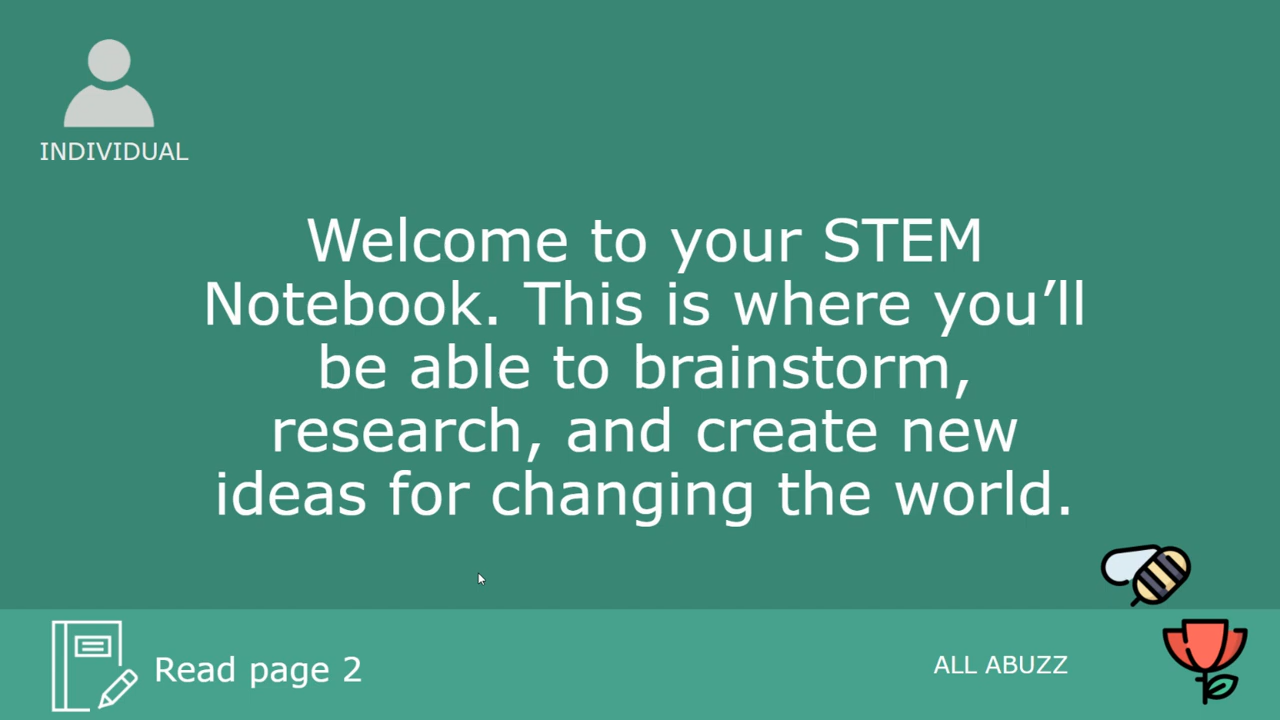 INDIVIDUAL
Welcome to your STEM
Notebook. This is where you’ll
be able to brainstorm,
research, and create new
ideas for changing the world.
Read page 2
ALL ABUZZ